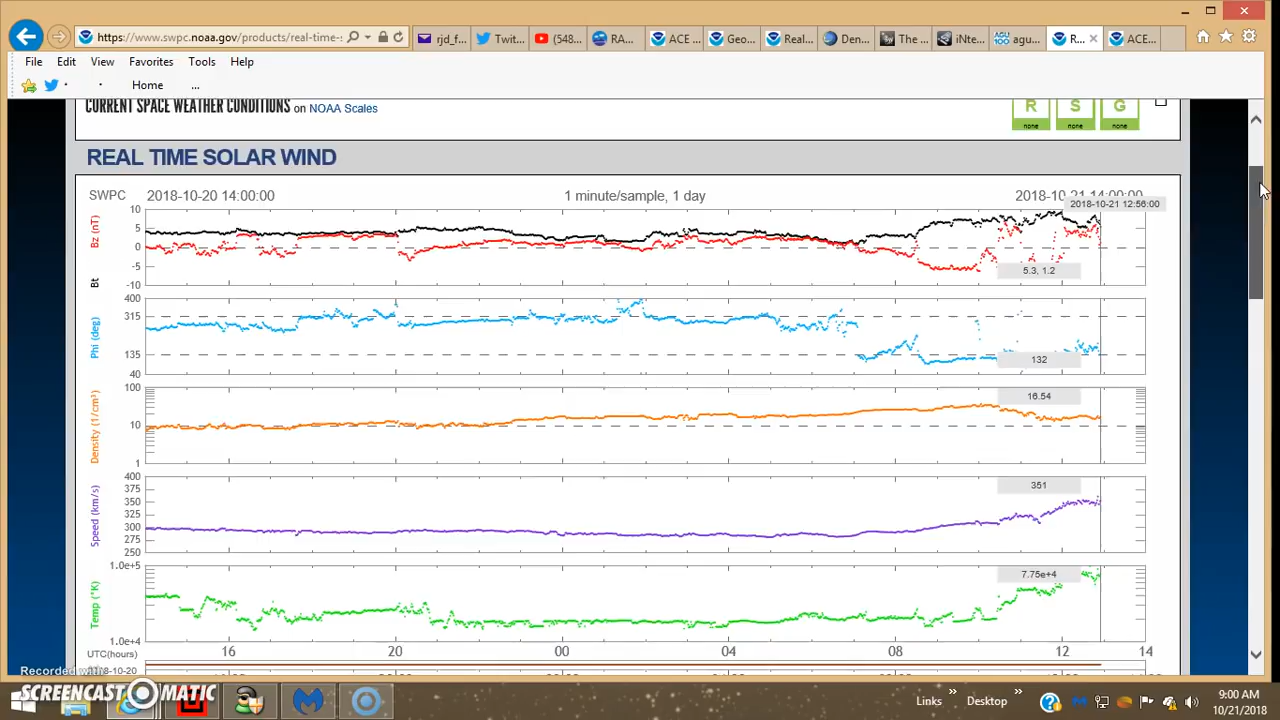 https://www.swpc.noaa.gov/products/real-time-s
rjd_f...
Twit...
(548...
RA...
ACE ...
Geo...
Real...
Den...
The ...
iNte...
AGU 100
agu...
R...
ACE...
File Edit View Favorites Tools Help
Home ...
CURRENT SPACE WEATHER CONDITIONS on NOAA Scales
R S G
none none none
REAL TIME SOLAR WIND
SWPC 2018-10-20 14:00:00 1 minute/sample, 1 day 2018-10-21 14:00:00
2018-10-21 12:56:00
Bt Bz (nT)
10
5
0
-5
-10
5.3, 1.2
Phi (deg)
400
315
135
40
132
Density (1/cm³)
100
10
1
16.54
Speed (km/s)
400
350
325
300
275
250
351
Temp (°K)
1.0e+5
1.0e+4
7.75e+4
UTC(hours) 16 20 00 04 08 12 14
2018-10-20
Recorded with
SCREENCAST-O-MATIC
Links » Desktop »
9:00 AM
10/21/2018